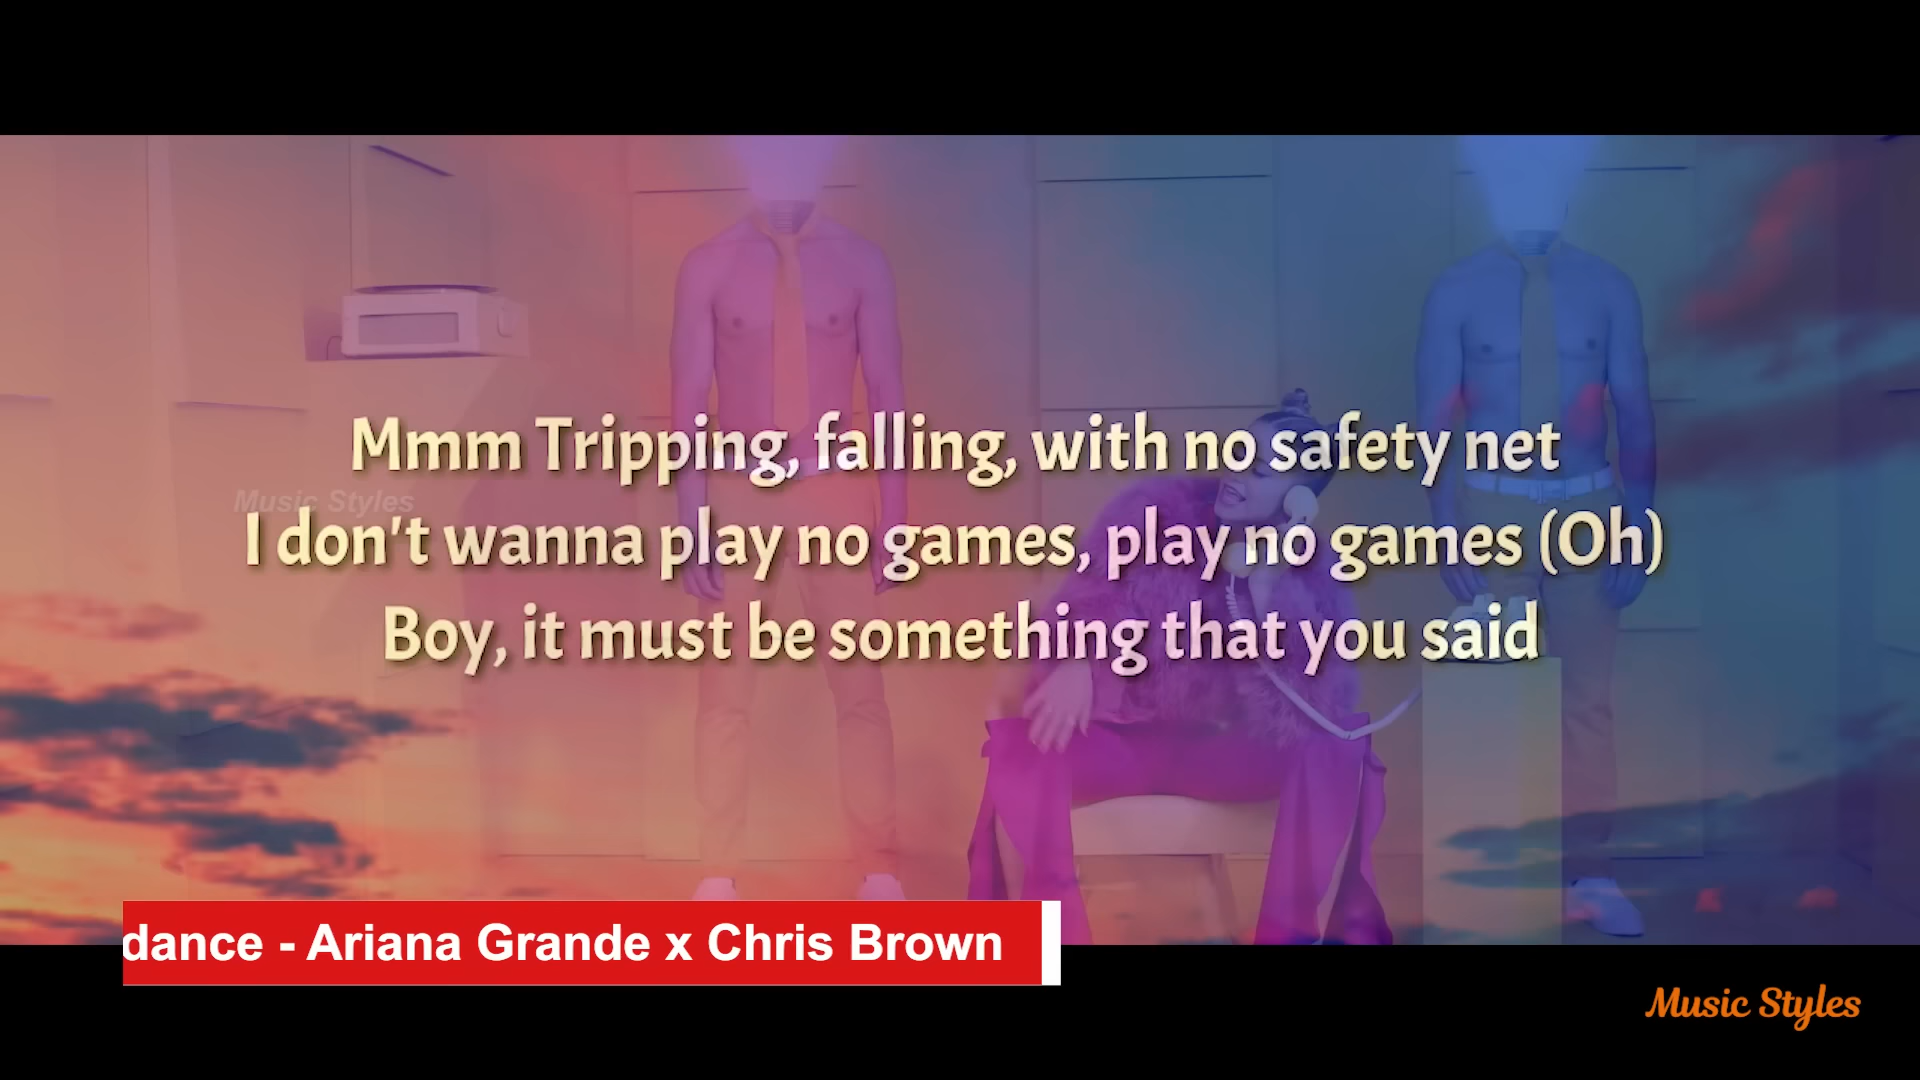 Mmm Tripping, falling, with no safety net
Music Styles
I don't wanna play no games, play no games (Oh)
Boy, it must be something that you said
dance - Ariana Grande x Chris Brown
Music Styles